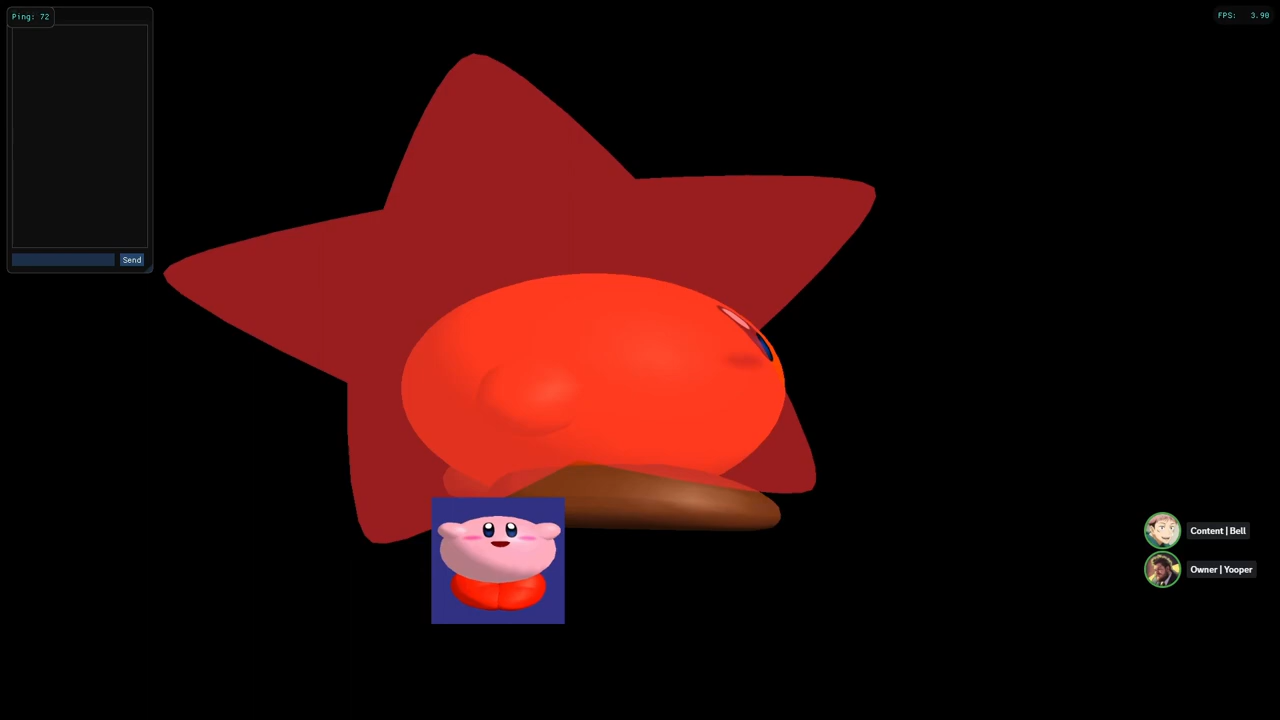 Ping: 72
FPS: 3.90
Send
Content | Bell
Owner | Yooper